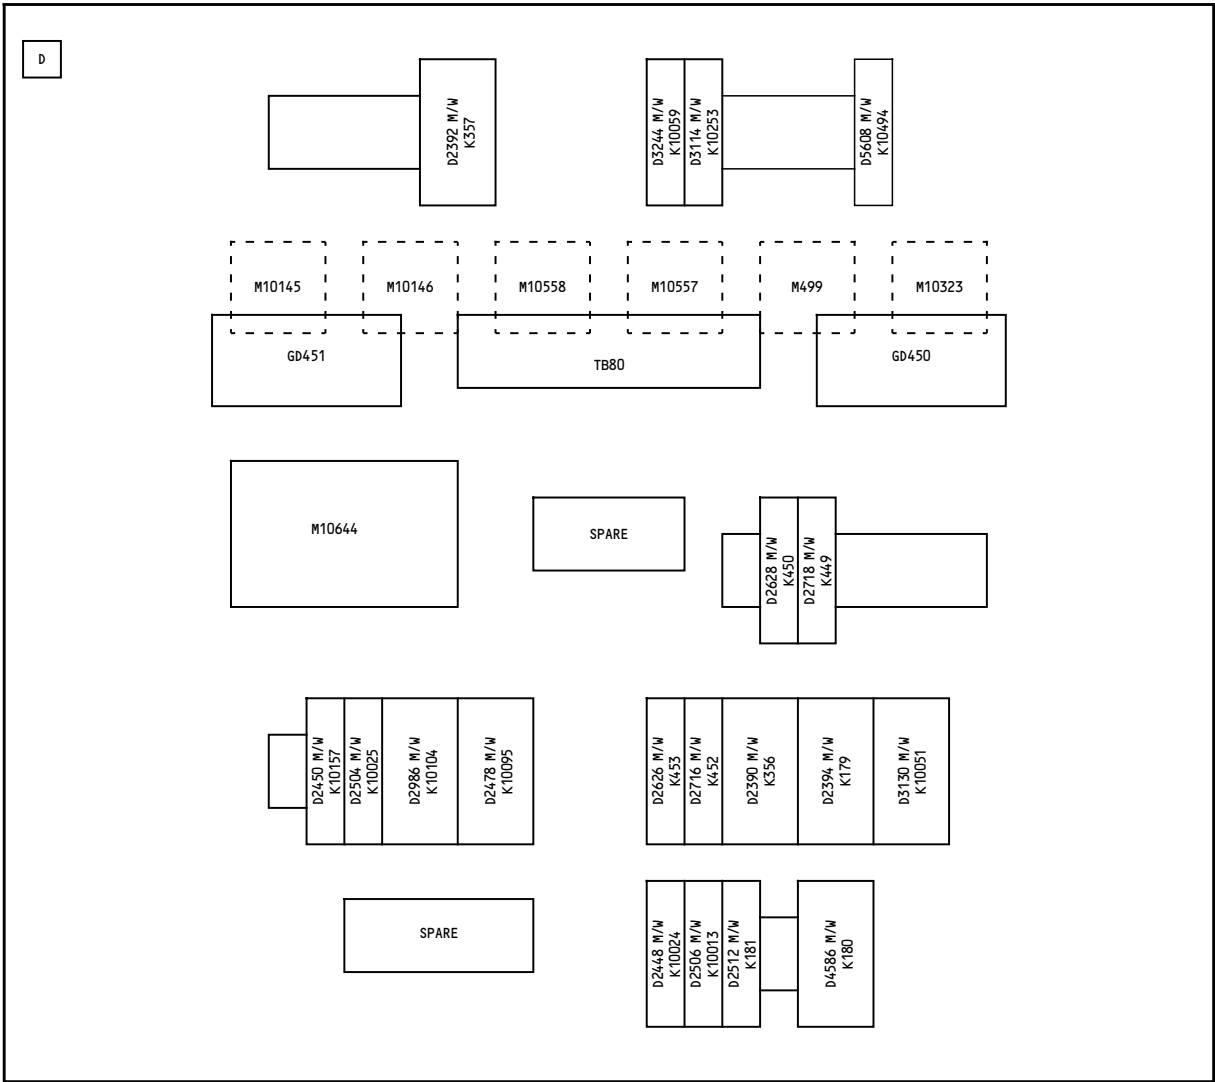 D
D2392 M/W
K357
D3244 M/W
K10059
D3114 M/W
K10253
D5608 M/W
K10494
M10145
M10146
M10558
M10557
M499
M10323
GD451
TB80
GD450
M10644
SPARE
D2628 M/W
K450
D2718 M/W
K449
D2450 M/W
K10157
D2504 M/W
K10025
D2986 M/W
K10104
D2478 M/W
K10095
D2626 M/W
K453
D2716 M/W
K452
D2390 M/W
K356
D2394 M/W
K179
D3130 M/W
K10051
SPARE
D2448 M/W
K10024
D2506 M/W
K10013
D2512 M/W
K181
D4586 M/W
K180